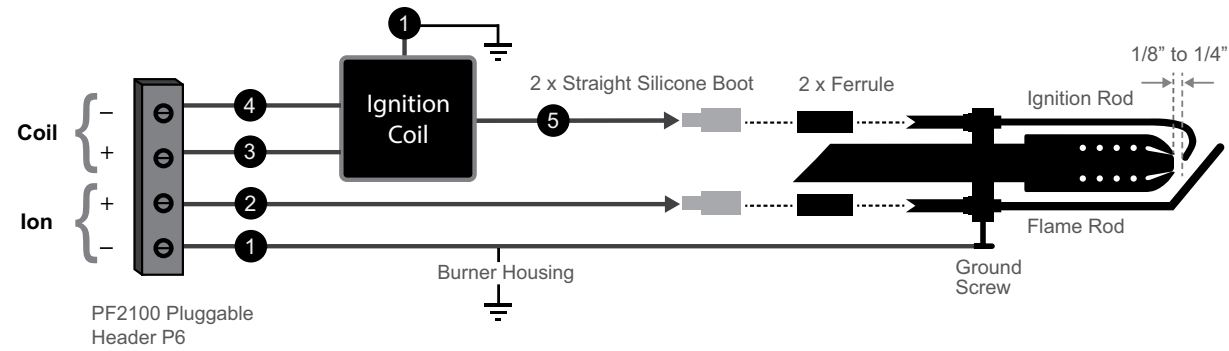 1
1/8” to 1/4”
2 x Straight Silicone Boot
2 x Ferrule
Ignition Rod
Ignition
Coil
Coil
–
4
5
+
3
Ion
+
2
–
1
Flame Rod
Burner Housing
Ground
Screw
PF2100 Pluggable
Header P6